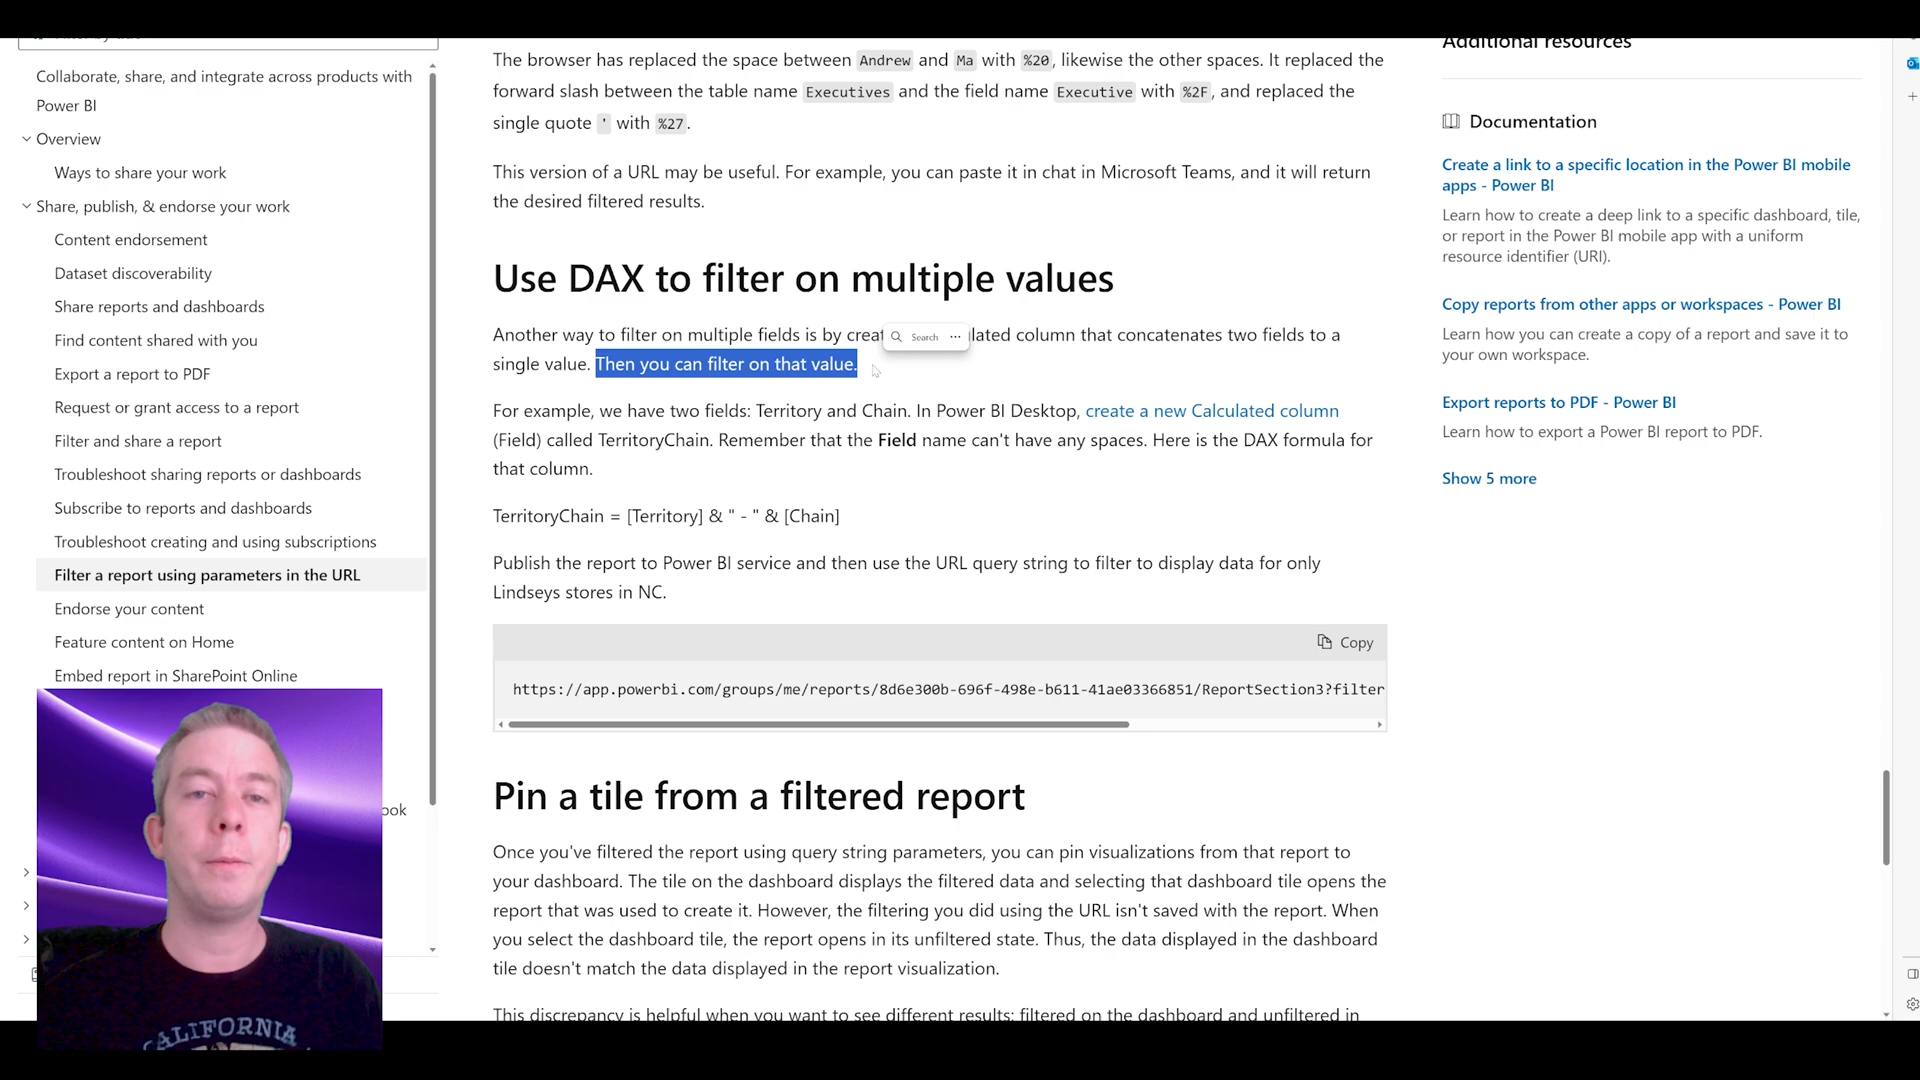 Collaborate, share, and integrate across products with
Power BI
Overview
Ways to share your work
Share, publish, & endorse your work
Content endorsement
Dataset discoverability
Share reports and dashboards
Find content shared with you
Export a report to PDF
Request or grant access to a report
Filter and share a report
Troubleshoot sharing reports or dashboards
Subscribe to reports and dashboards
Troubleshoot creating and using subscriptions
Filter a report using parameters in the URL
Endorse your content
Feature content on Home
Embed report in SharePoint Online
ook
CALIFORNIA
The browser has replaced the space between Andrew and Ma with %20, likewise the other spaces. It replaced the
forward slash between the table name Executives and the field name Executive with %2F, and replaced the
single quote ' with %27.
This version of a URL may be useful. For example, you can paste it in chat in Microsoft Teams, and it will return
the desired filtered results.
Use DAX to filter on multiple values
Another way to filter on multiple fields is by creat Search ··· lated column that concatenates two fields to a
single value. Then you can filter on that value.
For example, we have two fields: Territory and Chain. In Power BI Desktop, create a new Calculated column
(Field) called TerritoryChain. Remember that the Field name can't have any spaces. Here is the DAX formula for
that column.
TerritoryChain = [Territory] & " - " & [Chain]
Publish the report to Power BI service and then use the URL query string to filter to display data for only
Lindseys stores in NC.
Copy
https://app.powerbi.com/groups/me/reports/8d6e300b-696f-498e-b611-41ae03366851/ReportSection3?filter
Pin a tile from a filtered report
Once you've filtered the report using query string parameters, you can pin visualizations from that report to
your dashboard. The tile on the dashboard displays the filtered data and selecting that dashboard tile opens the
report that was used to create it. However, the filtering you did using the URL isn't saved with the report. When
you select the dashboard tile, the report opens in its unfiltered state. Thus, the data displayed in the dashboard
tile doesn't match the data displayed in the report visualization.
This discrepancy is helpful when you want to see different results: filtered on the dashboard and unfiltered in
Additional resources
Documentation
Create a link to a specific location in the Power BI mobile
apps - Power BI
Learn how to create a deep link to a specific dashboard, tile,
or report in the Power BI mobile app with a uniform
resource identifier (URI).
Copy reports from other apps or workspaces - Power BI
Learn how you can create a copy of a report and save it to
your own workspace.
Export reports to PDF - Power BI
Learn how to export a Power BI report to PDF.
Show 5 more